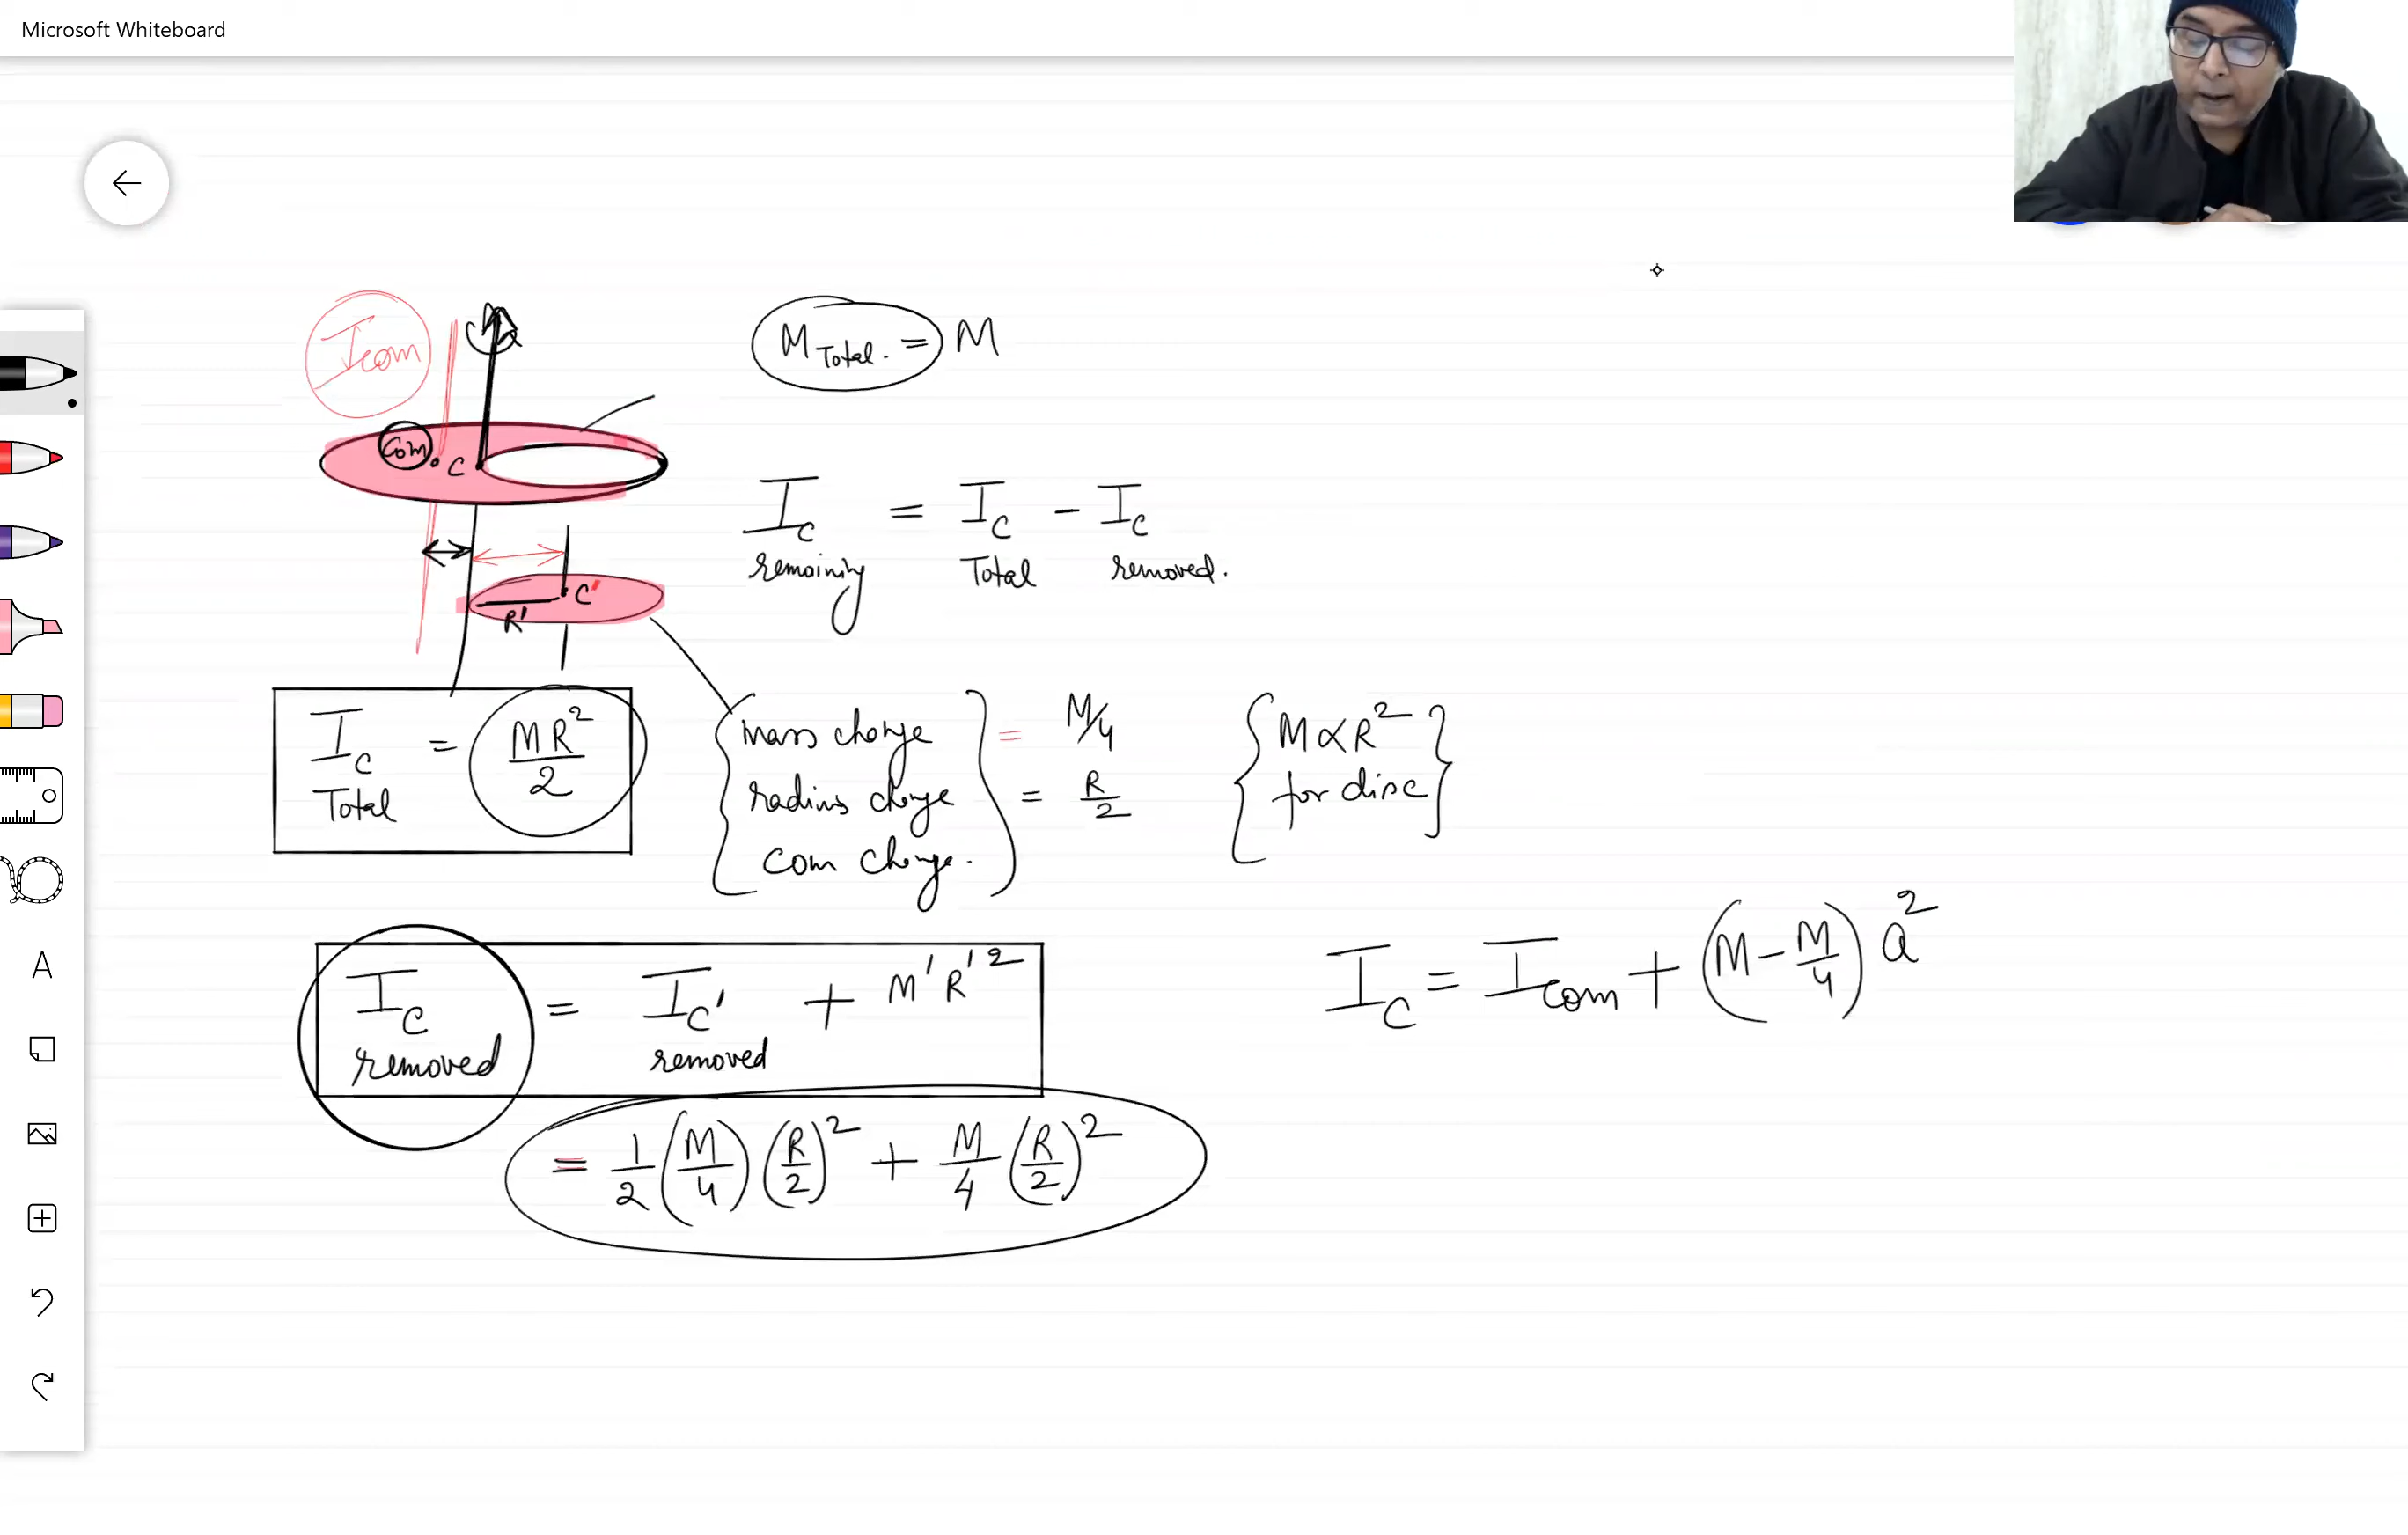 Microsoft Whiteboard
Icom
M Total. = M
Com
C
I_C remaining = I_C Total - I_C removed.
C'
R'
I_C Total = MR²/2
mass change = M/4
radius change = R/2
com change.
M ∝ R²
for disc
I_C removed = I_C' removed + M'R'²
= 1/2 (M/4) (R/2)² + M/4 (R/2)²
I_C = I_com + (M - M/4) a²
A